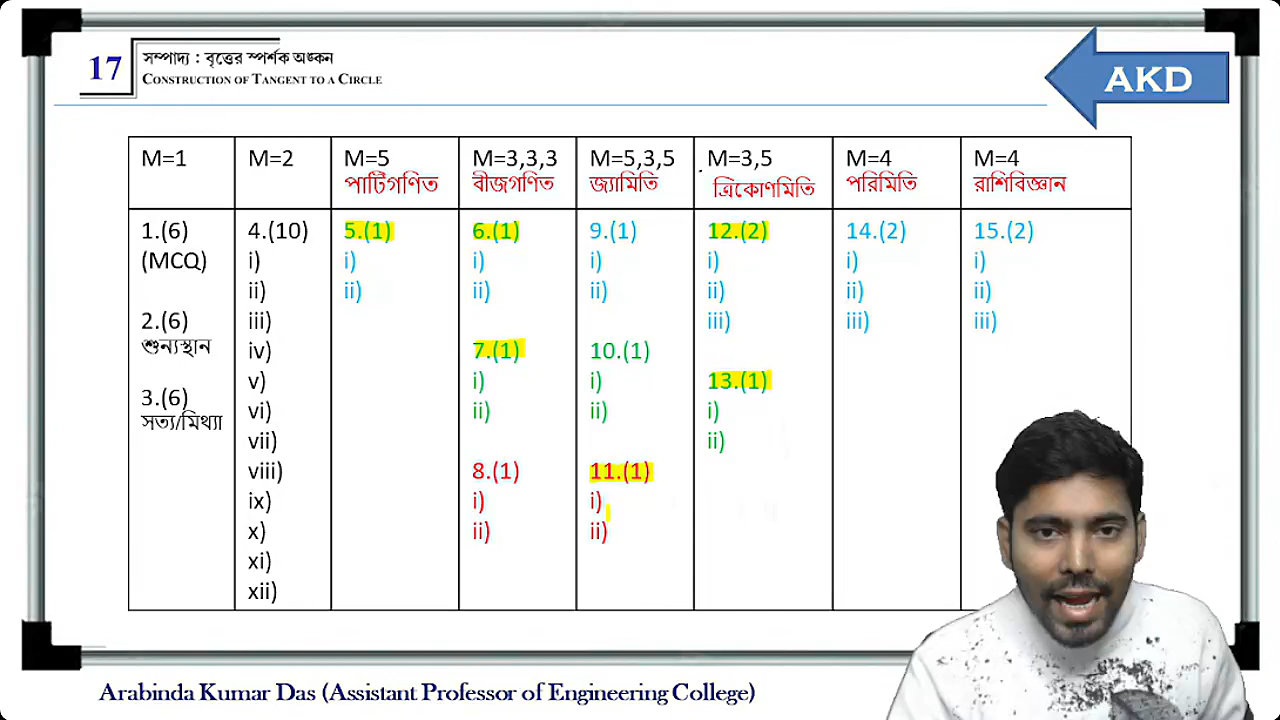 17
সম্পাদ্য : বৃত্তের স্পর্শক অঙ্কন
CONSTRUCTION OF TANGENT TO A CIRCLE
AKD
M=1
M=2
M=5
পাটিগণিত
M=3,3,3
বীজগণিত
M=5,3,5
জ্যামিতি
M=3,5
ত্রিকোণমিতি
M=4
পরিমিতি
M=4
রাশিবিজ্ঞান
1.(6)
(MCQ)
2.(6)
শুন্যস্থান
3.(6)
সত্য/মিথ্যা
4.(10)
i)
ii)
iii)
iv)
v)
vi)
vii)
viii)
ix)
x)
xi)
xii)
5.(1)
i)
ii)
6.(1)
i)
ii)
7.(1)
i)
ii)
8.(1)
i)
ii)
9.(1)
i)
ii)
10.(1)
i)
ii)
11.(1)
i)
ii)
12.(2)
i)
ii)
iii)
13.(1)
i)
ii)
14.(2)
i)
ii)
iii)
15.(2)
i)
ii)
iii)
Arabinda Kumar Das (Assistant Professor of Engineering College)